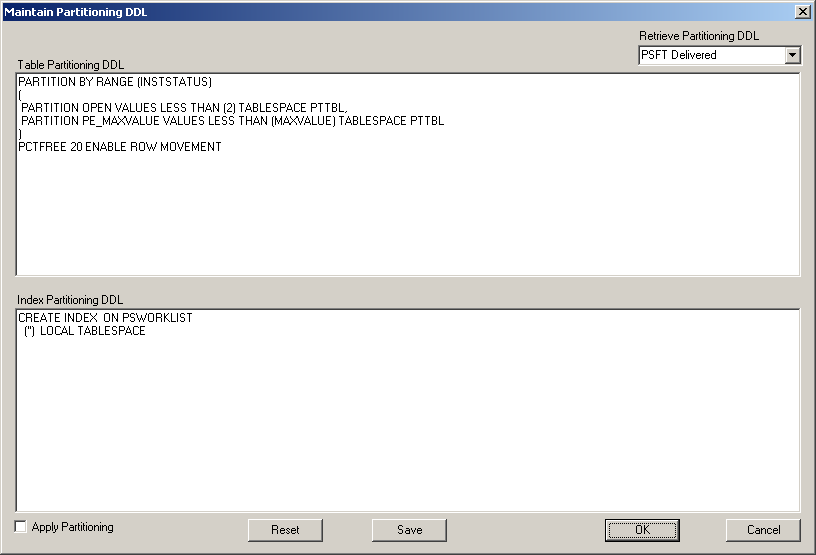 Maintain Partitioning DDL
Retrieve Partitioning DDL
PSFT Delivered
Table Partitioning DDL
PARTITION BY RANGE (INSTSTATUS)
(
PARTITION OPEN VALUES LESS THAN (2) TABLESPACE PTTBL,
PARTITION PE_MAXVALUE VALUES LESS THAN (MAXVALUE) TABLESPACE PTTBL
)
PCTFREE 20 ENABLE ROW MOVEMENT
Index Partitioning DDL
CREATE INDEX  ON PSWORKLIST
('')  LOCAL TABLESPACE
Apply Partitioning
Reset
Save
OK
Cancel